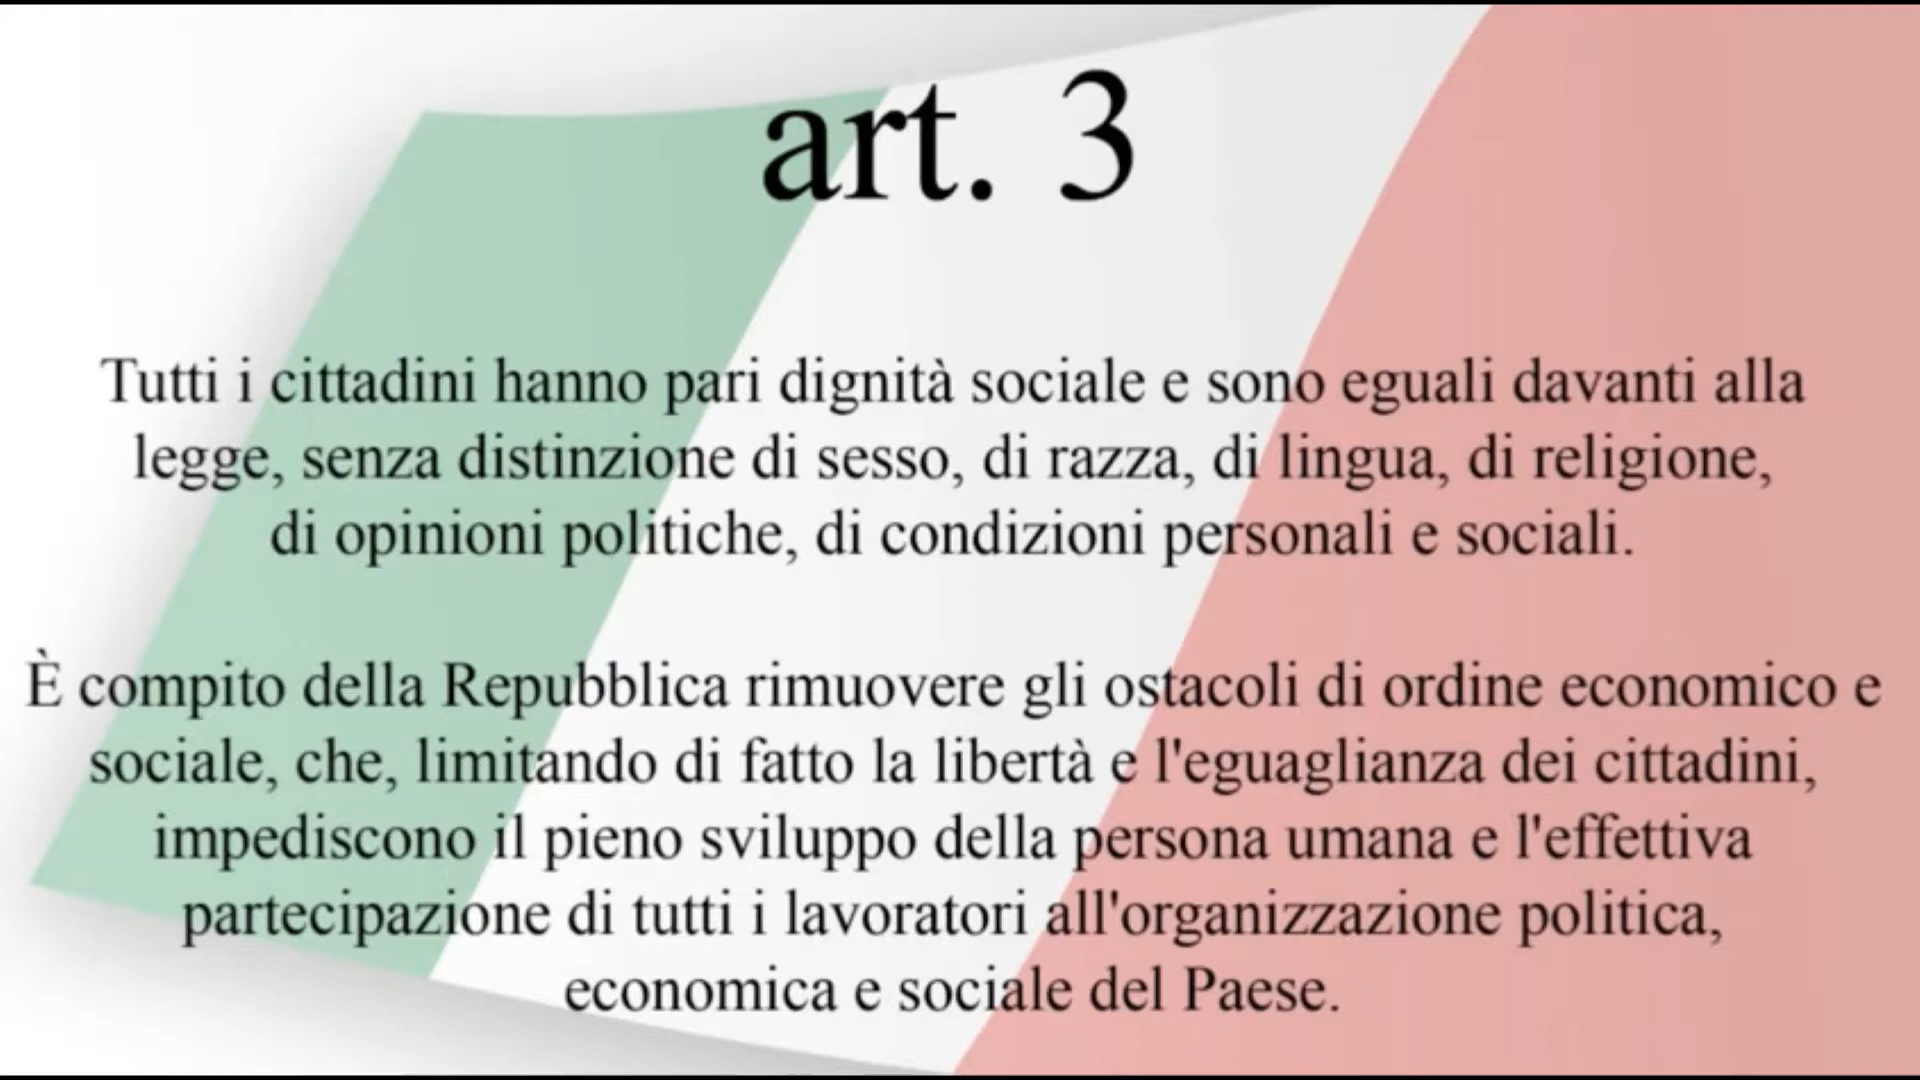 art. 3
Tutti i cittadini hanno pari dignità sociale e sono eguali davanti alla
legge, senza distinzione di sesso, di razza, di lingua, di religione,
di opinioni politiche, di condizioni personali e sociali.
È compito della Repubblica rimuovere gli ostacoli di ordine economico e
sociale, che, limitando di fatto la libertà e l'eguaglianza dei cittadini,
impediscono il pieno sviluppo della persona umana e l'effettiva
partecipazione di tutti i lavoratori all'organizzazione politica,
economica e sociale del Paese.